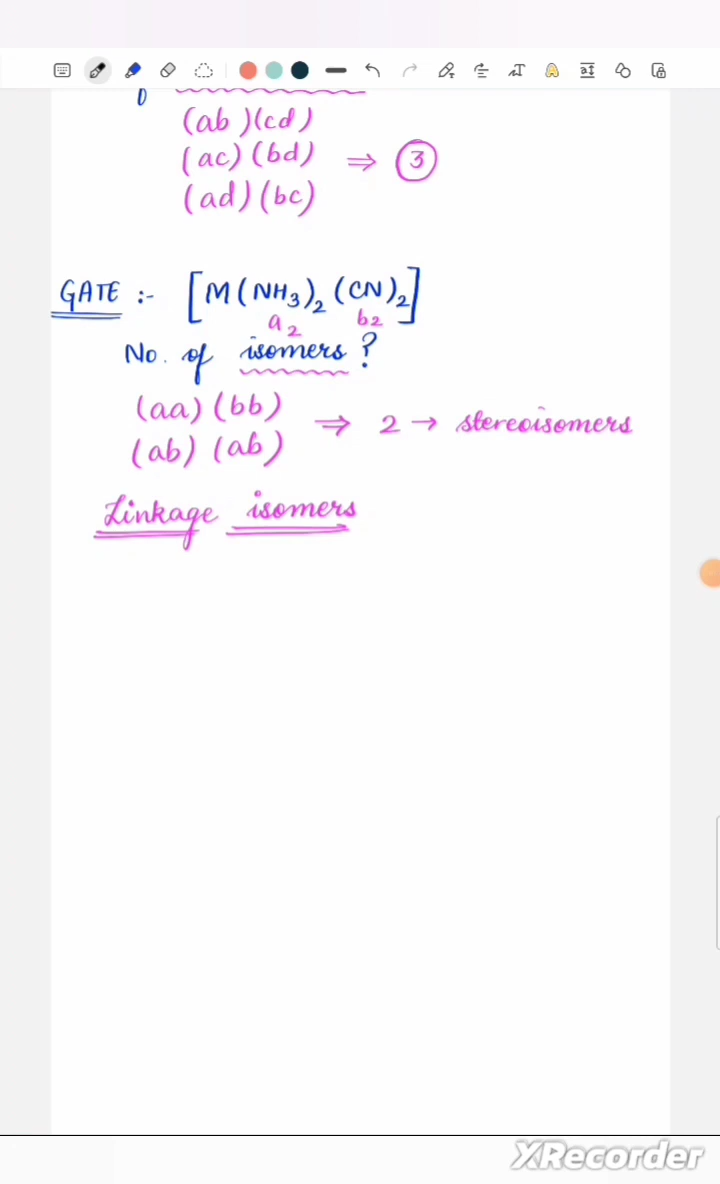 (ab)(cd)
(ac)(bd) ⇒ 3
(ad)(bc)
GATE :- [M(NH₃)₂(CN)₂]
a₂ b₂
No. of isomers?
(aa)(bb)
(ab)(ab) ⇒ 2 → stereoisomers
Linkage isomers
XRecorder